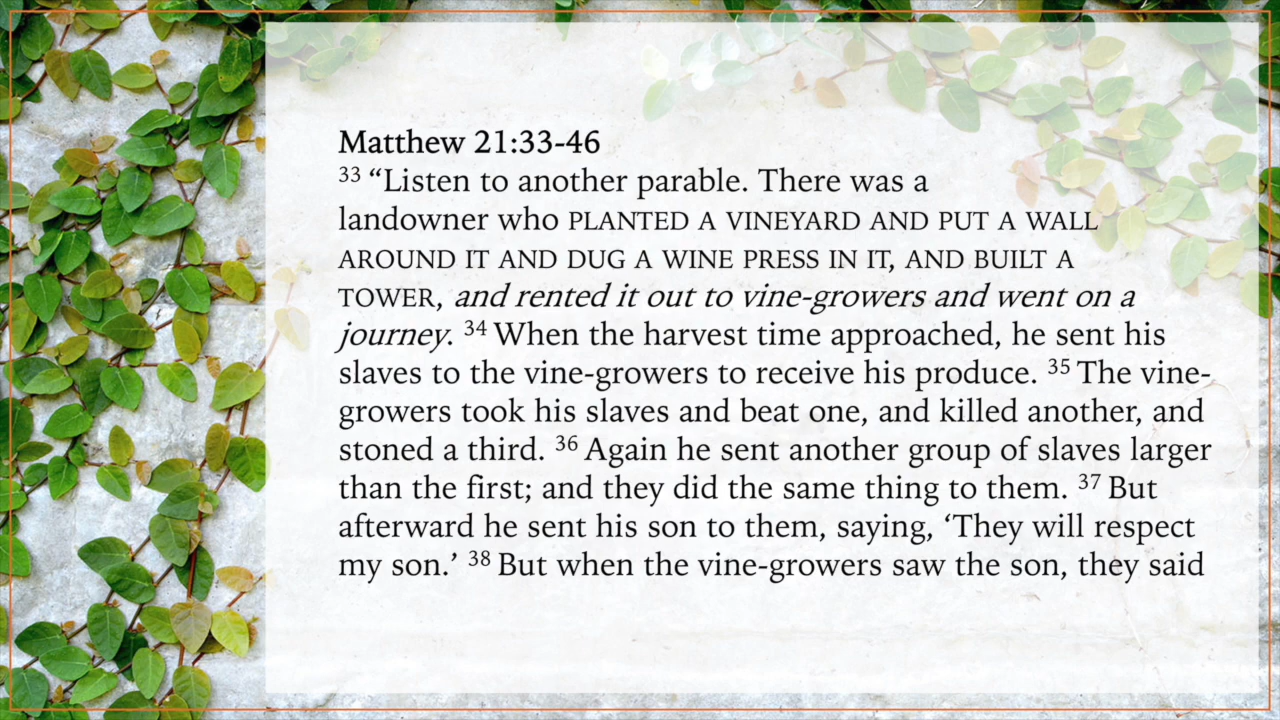 Matthew 21:33-46
33 “Listen to another parable. There was a
landowner who PLANTED A VINEYARD AND PUT A WALL
AROUND IT AND DUG A WINE PRESS IN IT, AND BUILT A
TOWER, and rented it out to vine-growers and went on a
journey. 34 When the harvest time approached, he sent his
slaves to the vine-growers to receive his produce. 35 The vine-
growers took his slaves and beat one, and killed another, and
stoned a third. 36 Again he sent another group of slaves larger
than the first; and they did the same thing to them. 37 But
afterward he sent his son to them, saying, ‘They will respect
my son.’ 38 But when the vine-growers saw the son, they said